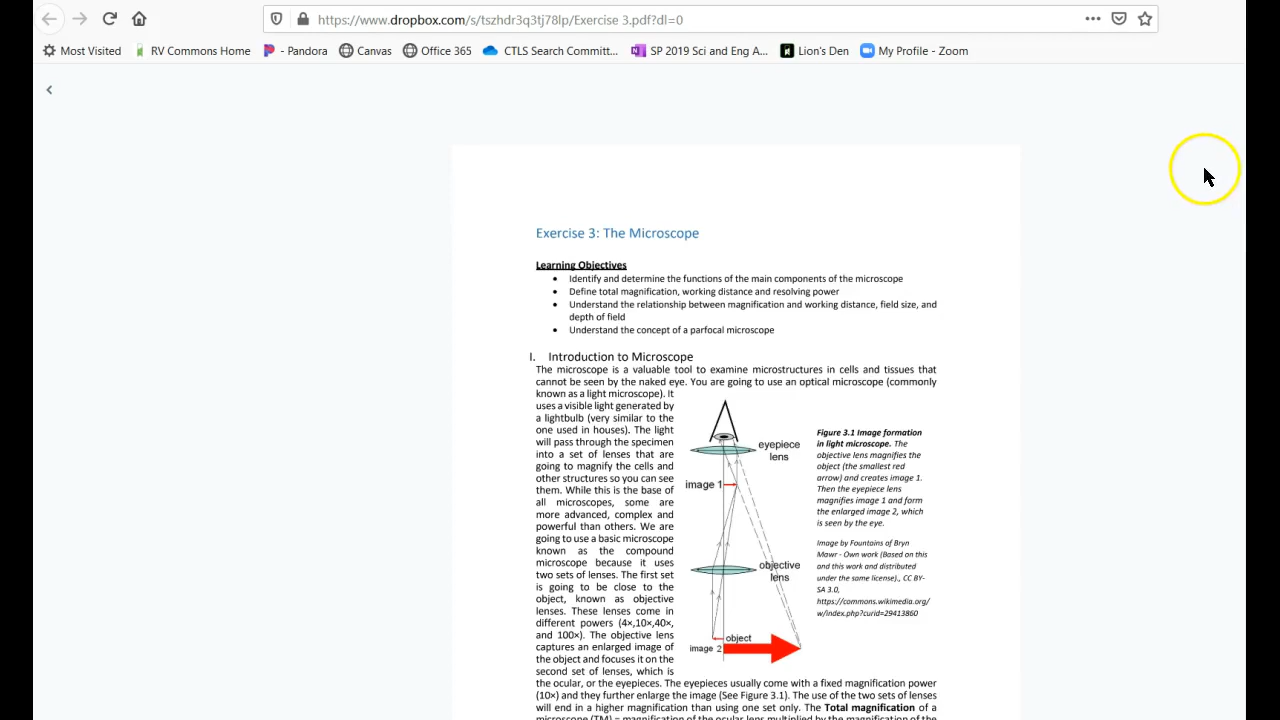 https://www.dropbox.com/s/tszhdr3q3tj78lp/Exercise 3.pdf?dl=0
Most Visited RV Commons Home - Pandora Canvas Office 365 CTLS Search Committ... SP 2019 Sci and Eng A... Lion's Den My Profile - Zoom
Exercise 3: The Microscope
Learning Objectives
• Identify and determine the functions of the main components of the microscope
• Define total magnification, working distance and resolving power
• Understand the relationship between magnification and working distance, field size, and
depth of field
• Understand the concept of a parfocal microscope
I. Introduction to Microscope
The microscope is a valuable tool to examine microstructures in cells and tissues that
cannot be seen by the naked eye. You are going to use an optical microscope (commonly
known as a light microscope). It
uses a visible light generated by
a lightbulb (very similar to the
one used in houses). The light
will pass through the specimen
into a set of lenses that are
going to magnify the cells and
other structures so you can see
them. While this is the base of
all microscopes, some are
more advanced, complex and
powerful than others. We are
going to use a basic microscope
known as the compound
microscope because it uses
two sets of lenses. The first set
is going to be close to the
object, known as objective
lenses. These lenses come in
different powers (4×,10×,40×,
and 100×). The objective lens
captures an enlarged image of
the object and focuses it on the
second set of lenses, which is
the ocular, or the eyepieces. The eyepieces usually come with a fixed magnification power
(10×) and they further enlarge the image (See Figure 3.1). The use of the two sets of lenses
will end in a higher magnification than using one set only. The Total magnification of a
microscope (TM) = magnification of the ocular lens multiplied by the magnification of the
eyepiece
lens
image 1
objective
lens
object
image 2
Figure 3.1 Image formation
in light microscope. The
objective lens magnifies the
object (the smallest red
arrow) and creates image 1.
Then the eyepiece lens
magnifies image 1 and form
the enlarged image 2, which
is seen by the eye.
Image by Fountains of Bryn
Mawr - Own work (Based on this
and this work and distributed
under the same license)., CC BY-
SA 3.0,
https://commons.wikimedia.org/
w/index.php?curid=29413860